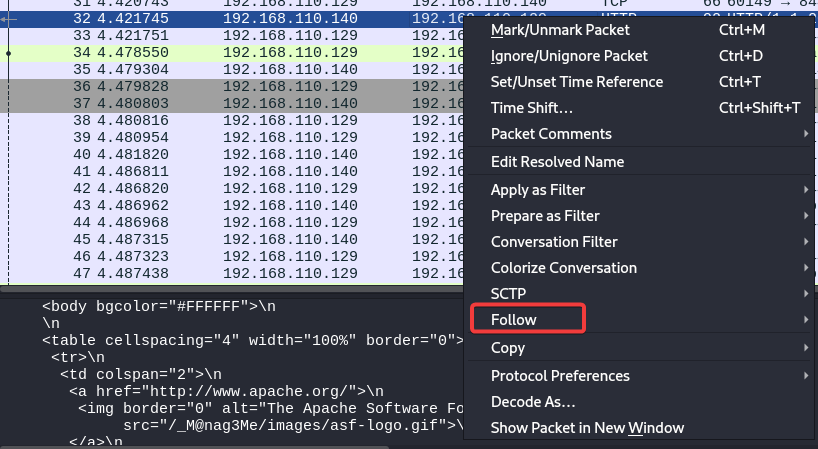 31 4.420743 192.168.110.129 192.168.110.140 TCP 66 60149 → 84
32 4.421745 192.168.110.140
33 4.421751 192.168.110.129 192.16
34 4.478550 192.168.110.129 192.16
35 4.479304 192.168.110.140 192.16
36 4.479828 192.168.110.129 192.16
37 4.480803 192.168.110.140 192.16
38 4.480816 192.168.110.129 192.16
39 4.480954 192.168.110.129 192.16
40 4.481820 192.168.110.140 192.16
41 4.486811 192.168.110.140 192.16
42 4.486820 192.168.110.129 192.16
43 4.486962 192.168.110.140 192.16
44 4.486968 192.168.110.129 192.16
45 4.487315 192.168.110.140 192.16
46 4.487323 192.168.110.129 192.16
47 4.487438 192.168.110.129 192.16
<body bgcolor="#FFFFFF">\n
\n
<table cellspacing="4" width="100%" border="0">
<tr>\n
<td colspan="2">\n
<a href="http://www.apache.org/">\n
<img border="0" alt="The Apache Software Fo
src="/_M@nag3Me/images/asf-logo.gif">\
</a>\n
Mark/Unmark Packet Ctrl+M
Ignore/Unignore Packet Ctrl+D
Set/Unset Time Reference Ctrl+T
Time Shift... Ctrl+Shift+T
Packet Comments
Edit Resolved Name
Apply as Filter
Prepare as Filter
Conversation Filter
Colorize Conversation
SCTP
Follow
Copy
Protocol Preferences
Decode As...
Show Packet in New Window